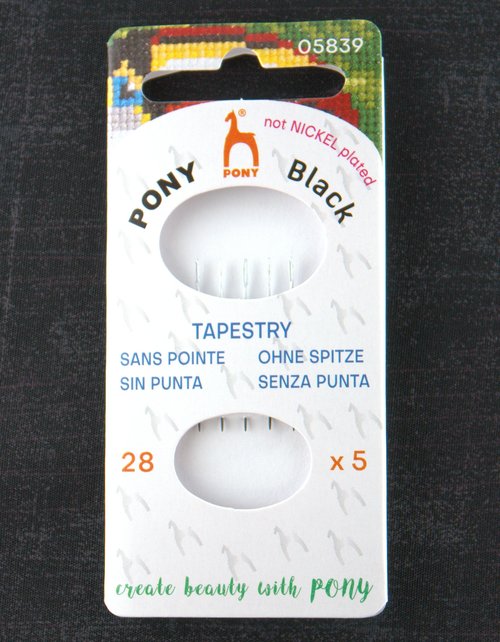 05839
not NICKEL plated
®
PONY
PONY Black
TAPESTRY
SANS POINTE OHNE SPITZE
SIN PUNTA SENZA PUNTA
28 x 5
create beauty with PONY